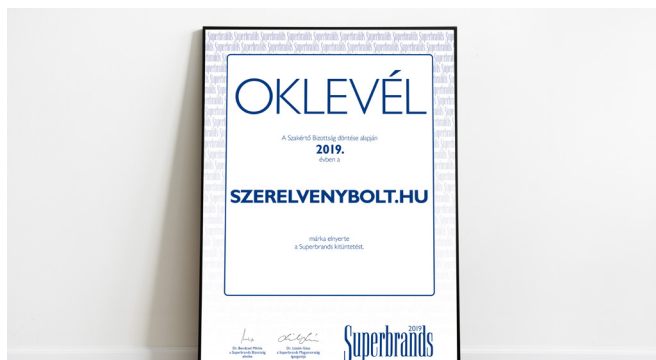 OKLEVÉL
A Szakértő Bizottság döntése alapján
2019.
évben a
SZERELVENYBOLT.HU
márka elnyerte
a Superbrands kitüntetést.
2019
Superbrands